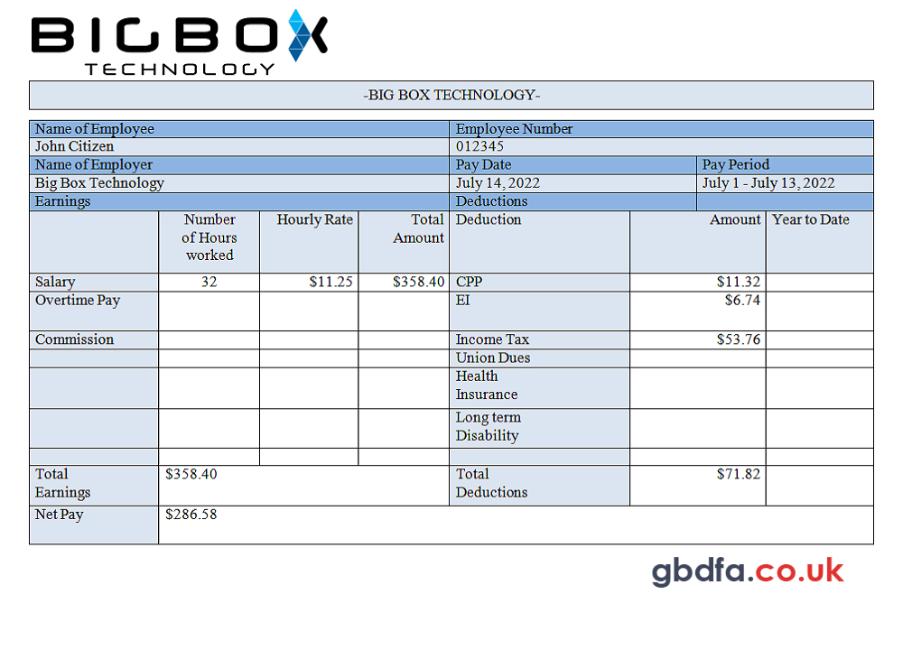 BIGBOX
TECHNOLOGY
-BIG BOX TECHNOLOGY-
Name of Employee Employee Number
John Citizen 012345
Name of Employer Pay Date Pay Period
Big Box Technology July 14, 2022 July 1 - July 13, 2022
Earnings Deductions
Number of Hours worked Hourly Rate Total Amount Deduction Amount Year to Date
Salary 32 $11.25 $358.40 CPP $11.32
Overtime Pay EI $6.74
Commission Income Tax $53.76
Union Dues
Health
Insurance
Long term
Disability
Total Earnings $358.40 Total Deductions $71.82
Net Pay $286.58
gbdfa.co.uk